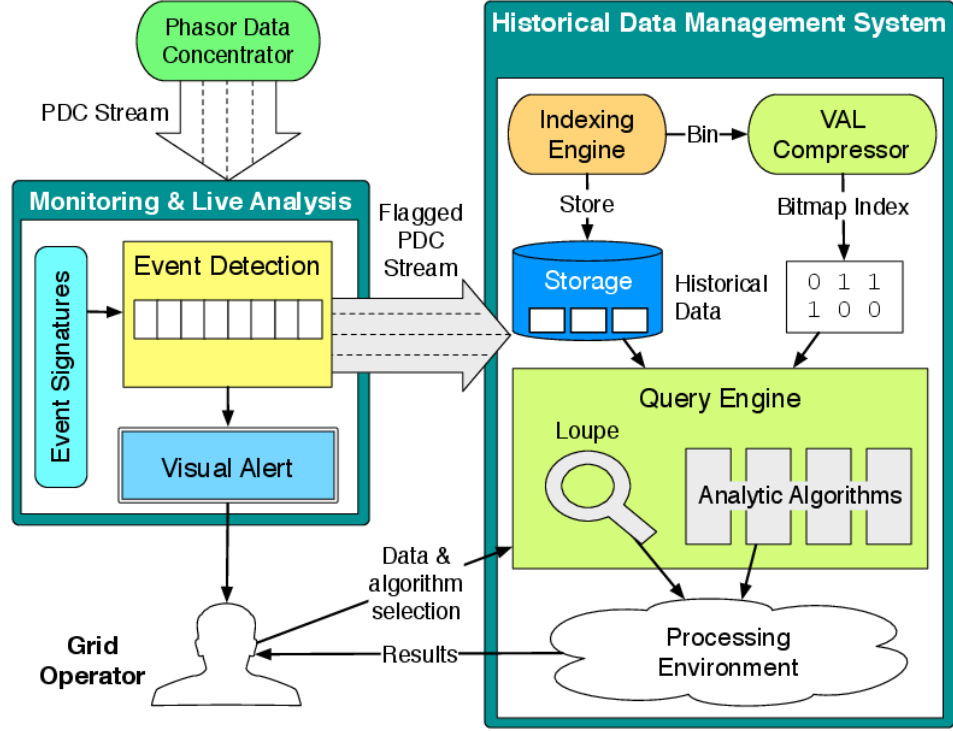 Phasor Data
Concentrator
PDC Stream
Monitoring & Live Analysis
Event Signatures
Event Detection
Visual Alert
Flagged
PDC
Stream
Historical Data Management System
Indexing
Engine
Bin
VAL
Compressor
Store
Bitmap Index
Storage
Historical
Data
0 1 1
1 0 0
Query Engine
Loupe
Analytic Algorithms
Data &
algorithm
selection
Grid
Operator
Results
Processing
Environment